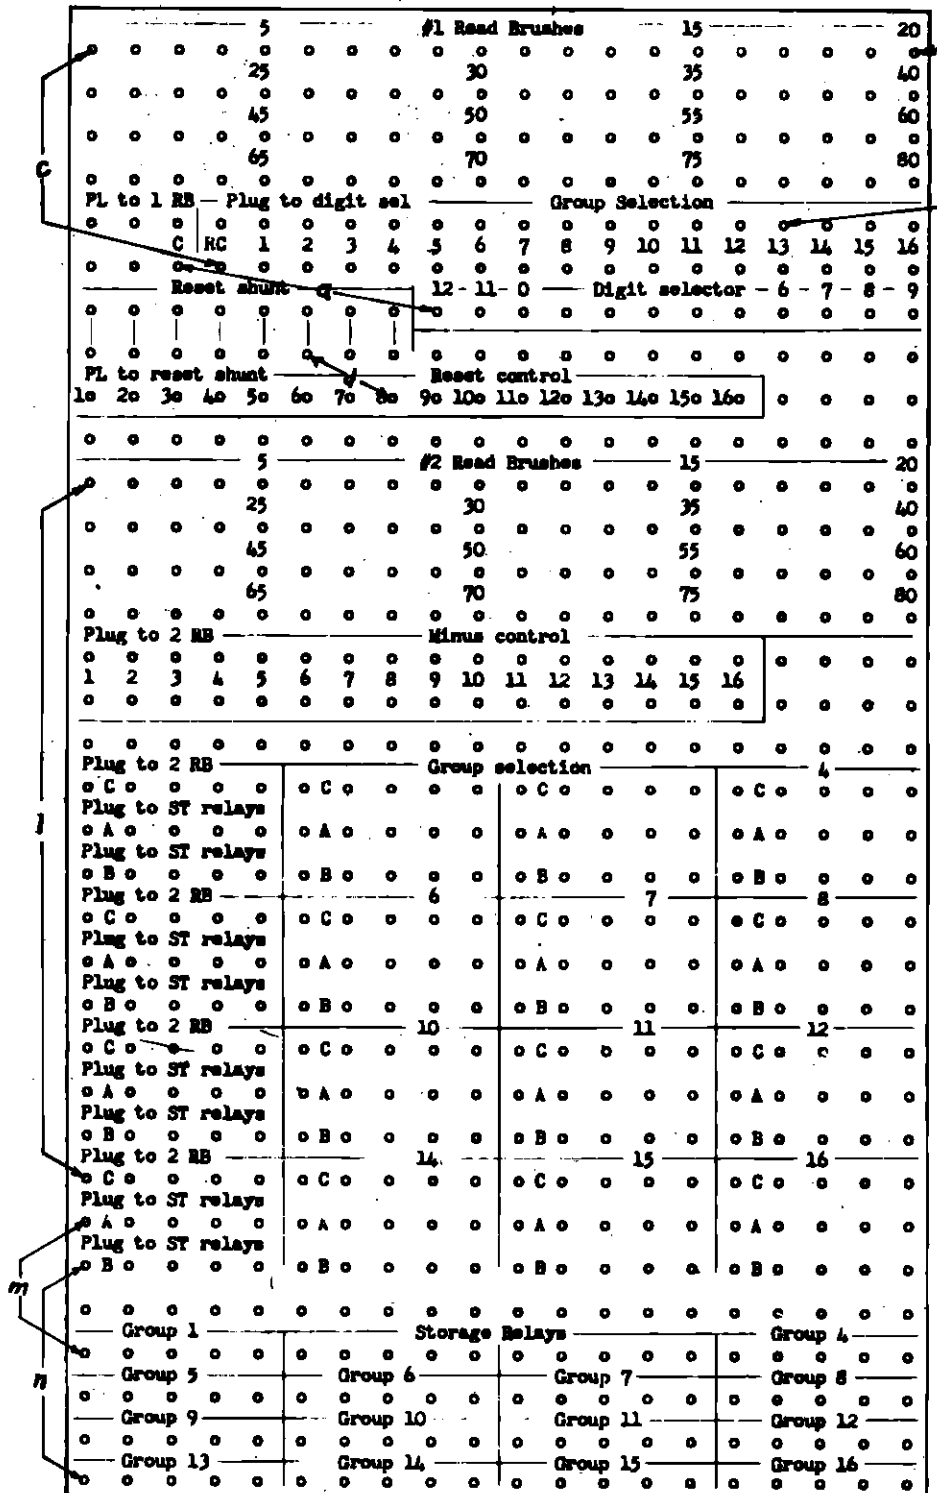 5 #1 Read Brushes 15 20
25 30 35 40
45 50 55 60
65 70 75 80
C
PL to 1 RB Plug to digit sel Group Selection
C RC 1 2 3 4 5 6 7 8 9 10 11 12 13 14 15 16
Reset shunt q 12 - 11 - 0 Digit selector - 6 - 7 - 8 - 9
PL to reset shunt d Reset control
1o 2o 3o 4o 5o 6o 7o 8o 9o 10o 11o 12o 13o 14o 15o 16o
5 #2 Read Brushes 15 20
25 30 35 40
45 50 55 60
65 70 75 80
Plug to 2 RB Minus control
1 2 3 4 5 6 7 8 9 10 11 12 13 14 15 16
Plug to 2 RB Group selection 4
C C C C
Plug to ST relays
l
A A A A
Plug to ST relays
B B B B
Plug to 2 RB 6 7 8
C C C C
Plug to ST relays
A A A A
Plug to ST relays
B B B B
Plug to 2 RB 10 11 12
C C C C
Plug to ST relays
A A A A
Plug to ST relays
B B B B
Plug to 2 RB 14 15 16
C C C C
Plug to ST relays
A A A A
Plug to ST relays
B B B B
m
Group 1 Storage Relays Group 4
n Group 5 Group 6 Group 7 Group 8
Group 9 Group 10 Group 11 Group 12
Group 13 Group 14 Group 15 Group 16